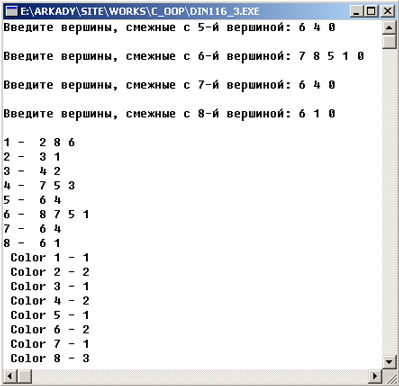 E:\ARKADY\SITE\WORKS\C_OOP\DIN116_3.EXE
Введите вершины, смежные с 5-й вершиной: 6 4 0
Введите вершины, смежные с 6-й вершиной: 7 8 5 1 0
Введите вершины, смежные с 7-й вершиной: 6 4 0
Введите вершины, смежные с 8-й вершиной: 6 1 0
1 - 2 8 6
2 - 3 1
3 - 4 2
4 - 7 5 3
5 - 6 4
6 - 8 7 5 1
7 - 6 4
8 - 6 1
Color 1 - 1
Color 2 - 2
Color 3 - 1
Color 4 - 2
Color 5 - 1
Color 6 - 2
Color 7 - 1
Color 8 - 3